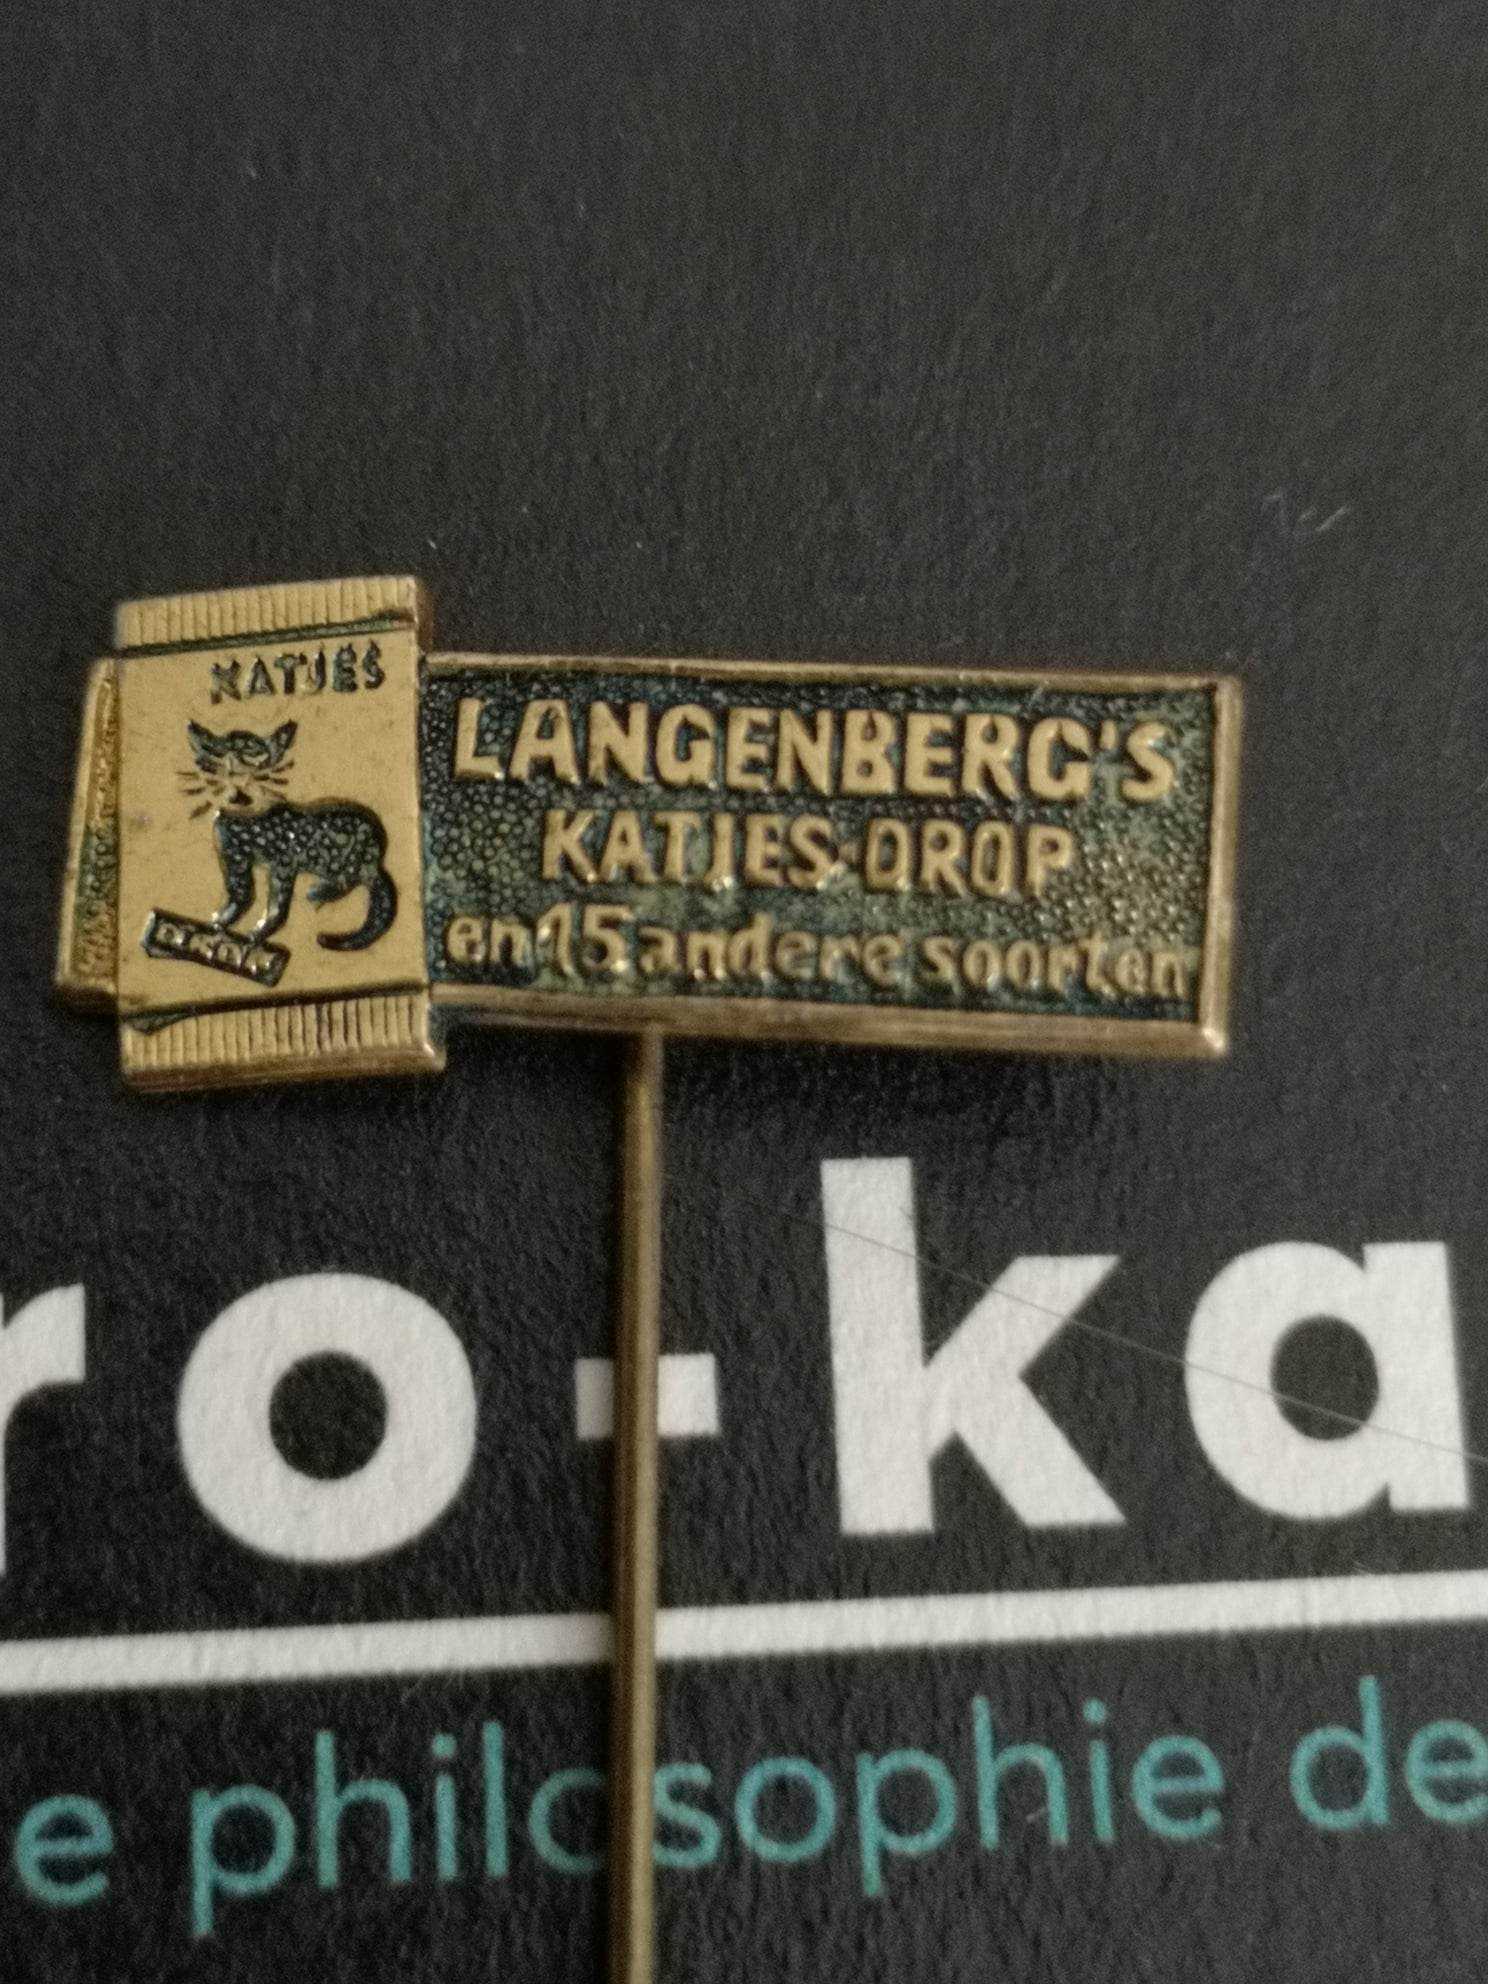 KATJES
LANGENBERG'S
KATJES-DROP
en 15 andere soorten
ro-ka
e philosophie de